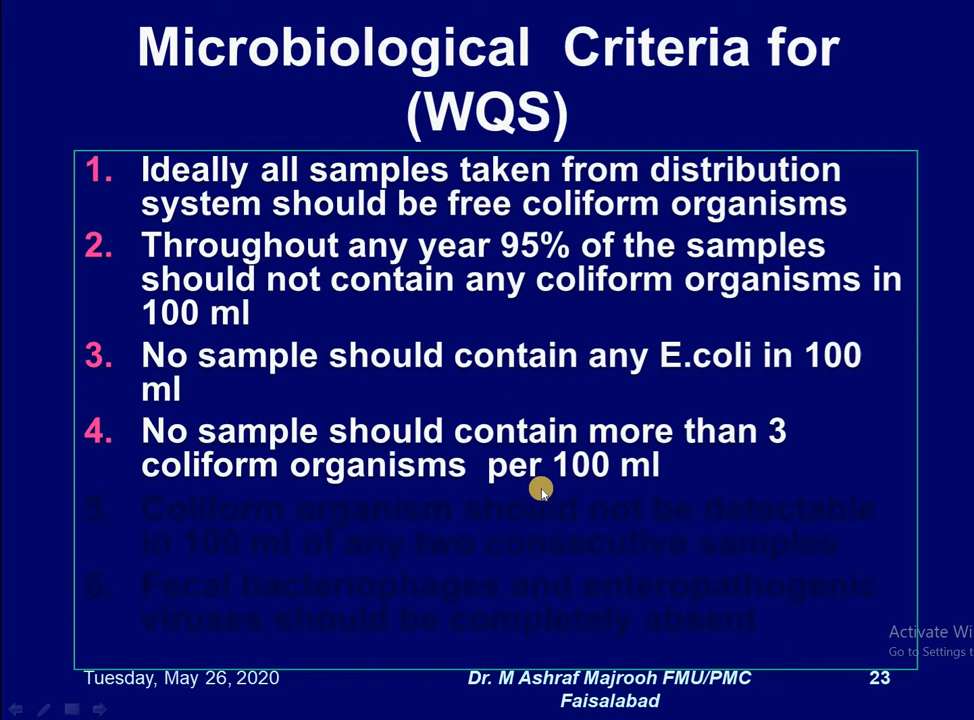 Microbiological Criteria for
(WQS)
1. Ideally all samples taken from distribution
system should be free coliform organisms
2. Throughout any year 95% of the samples
should not contain any coliform organisms in
100 ml
3. No sample should contain any E.coli in 100
ml
4. No sample should contain more than 3
coliform organisms per 100 ml
5. Coliform organism should not be detectable
in 100 ml of any two consecutive samples
6. Fecal bacteriophages and enteropathogenic
viruses should be completely absent
Activate Wi
Go to Settings t
Tuesday, May 26, 2020
Dr. M Ashraf Majrooh FMU/PMC
Faisalabad
23